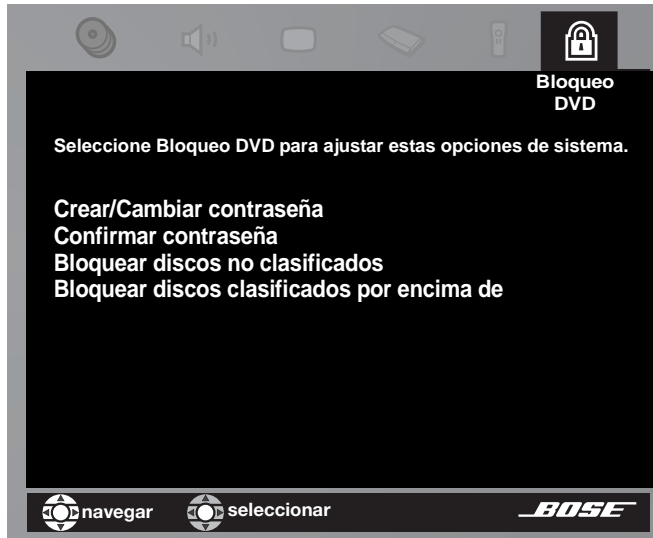 Bloqueo
DVD
Seleccione Bloqueo DVD para ajustar estas opciones de sistema.
Crear/Cambiar contraseña
Confirmar contraseña
Bloquear discos no clasificados
Bloquear discos clasificados por encima de
navegar seleccionar BOSE